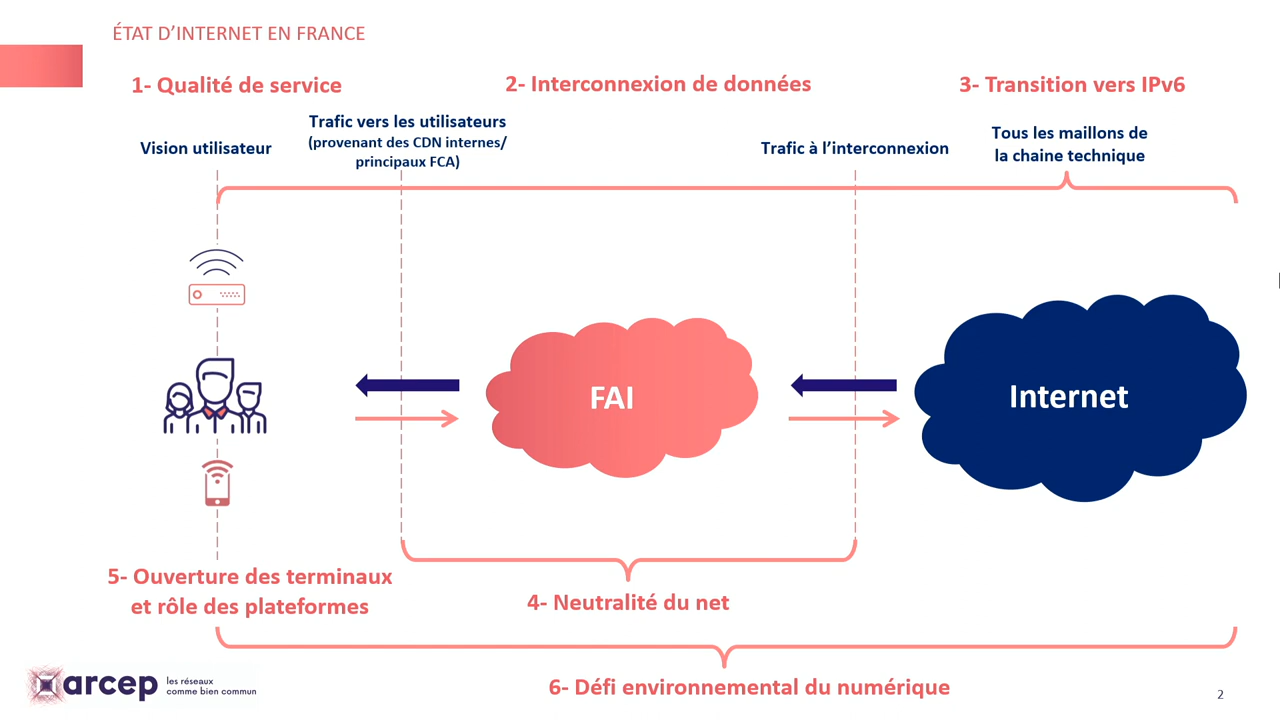 ÉTAT D'INTERNET EN FRANCE
1- Qualité de service
2- Interconnexion de données
3- Transition vers IPv6
Vision utilisateur
Trafic vers les utilisateurs
(provenant des CDN internes/
principaux FCA)
Trafic à l'interconnexion
Tous les maillons de
la chaine technique
FAI
Internet
5- Ouverture des terminaux
et rôle des plateformes
4- Neutralité du net
6- Défi environnemental du numérique
arcep
les réseaux
comme bien commun
2